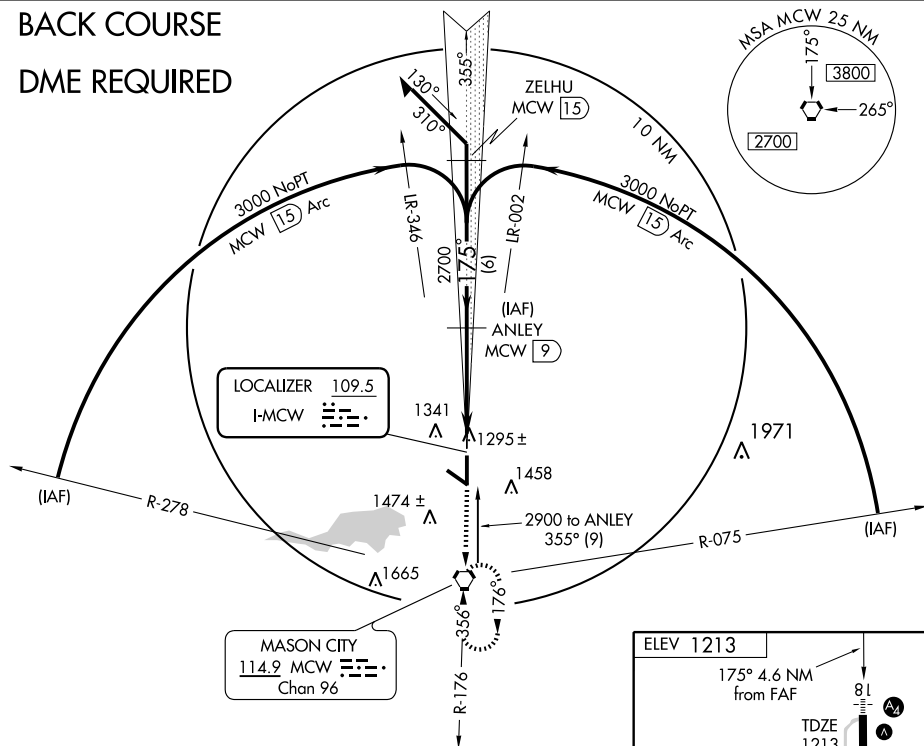 BACK COURSE
DME REQUIRED
MSA MCW 25 NM
175°
3800
265°
2700
355°
130°
310°
ZELHU
MCW 15
10 NM
3000 NoPT
MCW 15 Arc
3000 NoPT
MCW 15 Arc
LR-346
LR-002
2700
175°
(6)
(IAF)
ANLEY
MCW 9
LOCALIZER 109.5
I-MCW
1341
1295 ±
1971
1458
(IAF)
R-278
1474 ±
2900 to ANLEY
355° (9)
R-075
(IAF)
1665
356°
176°
MASON CITY
114.9 MCW
Chan 96
R-176
ELEV 1213
175° 4.6 NM
from FAF
18
A4
TDZE
1213